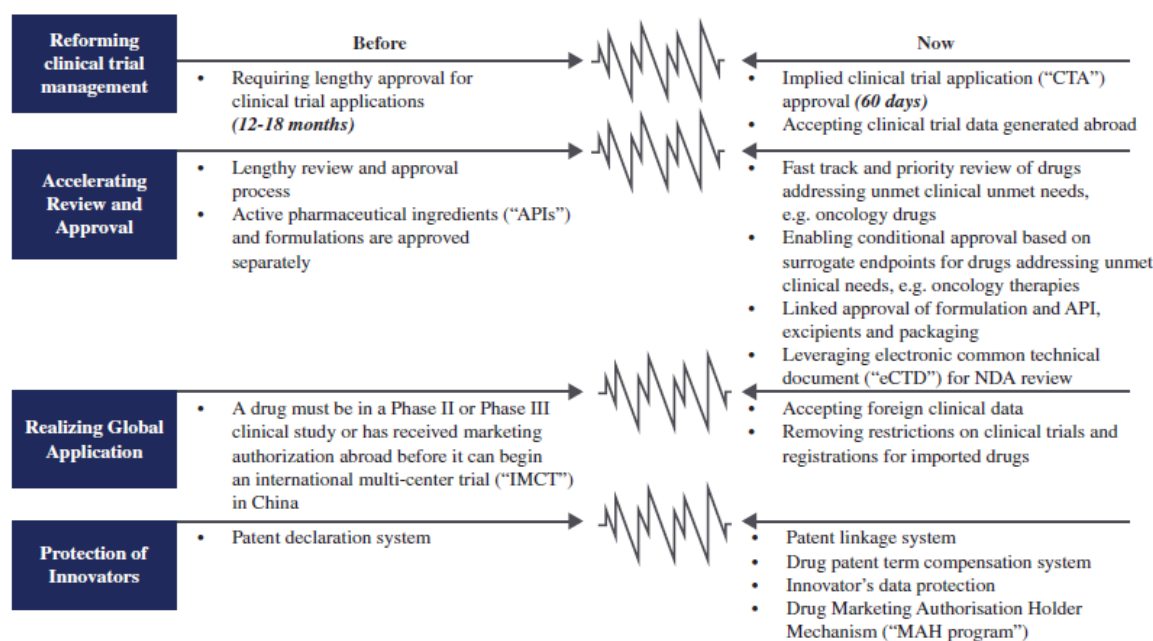 Reforming
clinical trial
management
Before
Now
• Requiring lengthy approval for
clinical trial applications
(12-18 months)
• Implied clinical trial application (“CTA”)
approval (60 days)
• Accepting clinical trial data generated abroad
Accelerating
Review and
Approval
• Lengthy review and approval
process
• Active pharmaceutical ingredients (“APIs”)
and formulations are approved
separately
• Fast track and priority review of drugs
addressing unmet clinical unmet needs,
e.g. oncology drugs
• Enabling conditional approval based on
surrogate endpoints for drugs addressing unmet
clinical needs, e.g. oncology therapies
• Linked approval of formulation and API,
excipients and packaging
• Leveraging electronic common technical
document (“eCTD”) for NDA review
Realizing Global
Application
• A drug must be in a Phase II or Phase III
clinical study or has received marketing
authorization abroad before it can begin
an international multi-center trial (“IMCT”)
in China
• Accepting foreign clinical data
• Removing restrictions on clinical trials and
registrations for imported drugs
Protection of
Innovators
• Patent declaration system
• Patent linkage system
• Drug patent term compensation system
• Innovator’s data protection
• Drug Marketing Authorisation Holder
Mechanism (“MAH program”)